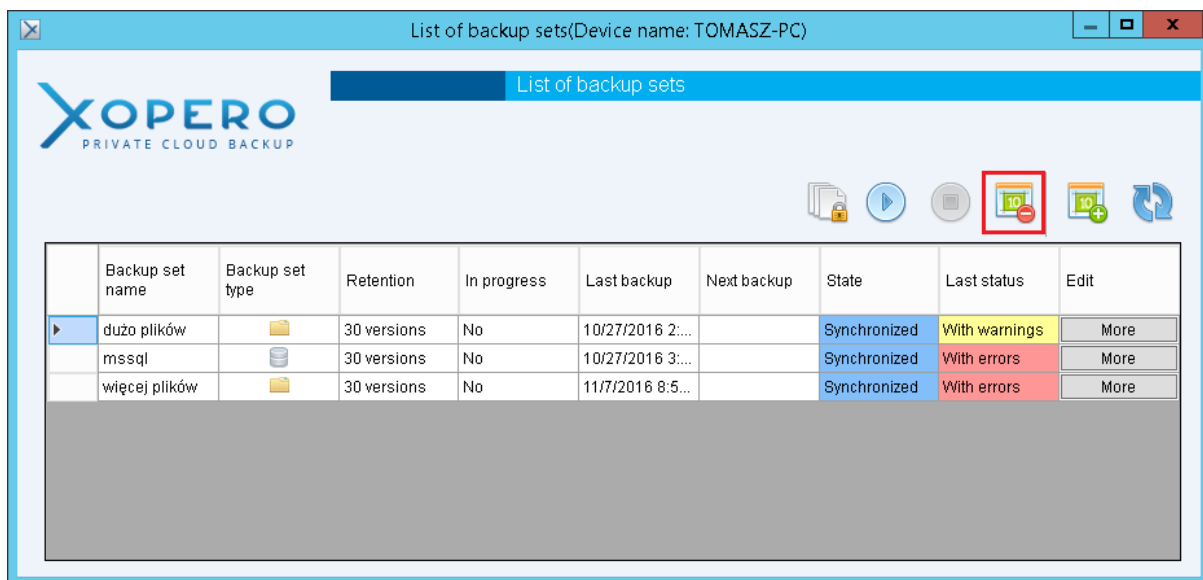 List of backup sets(Device name: TOMASZ-PC)
List of backup sets
XOPERO
PRIVATE CLOUD BACKUP
10 10
Backup set name Backup set type Retention In progress Last backup Next backup State Last status Edit
dużo plików 30 versions No 10/27/2016 2:... Synchronized With warnings More
mssql 30 versions No 10/27/2016 3:... Synchronized With errors More
więcej plików 30 versions No 11/7/2016 8:5... Synchronized With errors More